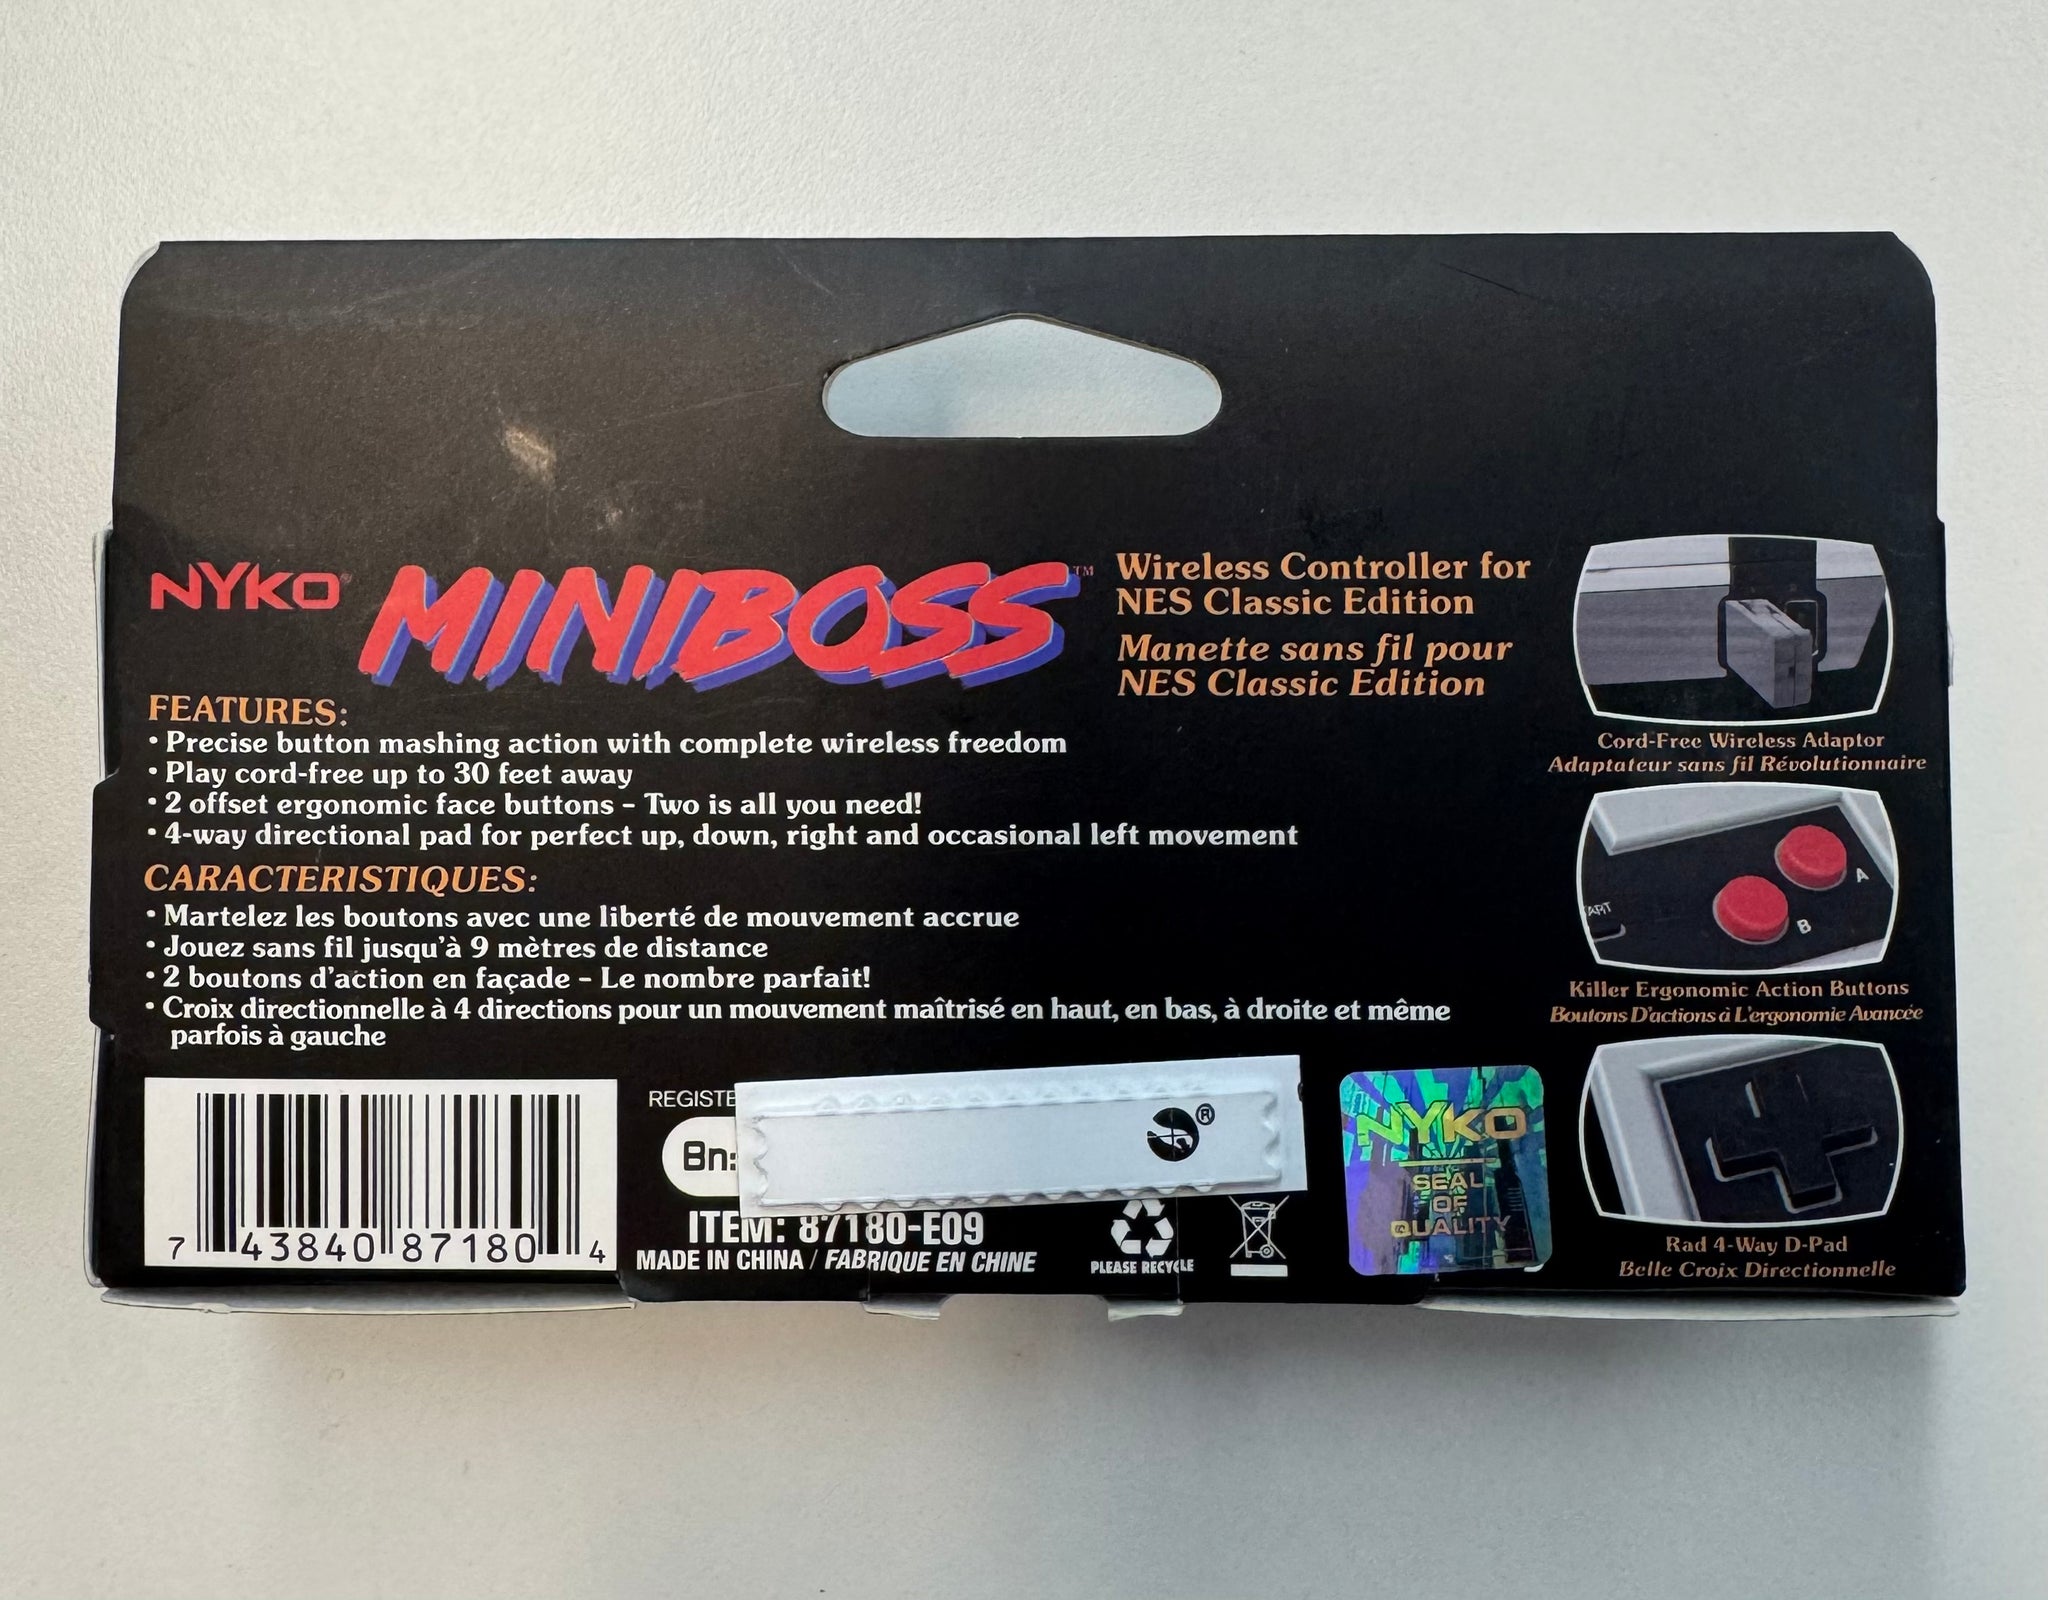 NYKO®
MINIBOSS™
Wireless Controller for
NES Classic Edition
Manette sans fil pour
NES Classic Edition
FEATURES:
• Precise button mashing action with complete wireless freedom
• Play cord-free up to 30 feet away
• 2 offset ergonomic face buttons – Two is all you need!
• 4-way directional pad for perfect up, down, right and occasional left movement
CARACTERISTIQUES:
• Martelez les boutons avec une liberté de mouvement accrue
• Jouez sans fil jusqu'à 9 mètres de distance
• 2 boutons d'action en façade – Le nombre parfait!
• Croix directionnelle à 4 directions pour un mouvement maîtrisé en haut, en bas, à droite et même
parfois à gauche
Cord-Free Wireless Adaptor
Adaptateur sans fil Révolutionnaire
A
B
Killer Ergonomic Action Buttons
Boutons D'actions à L'ergonomie Avancée
Rad 4-Way D-Pad
Belle Croix Directionnelle
7 43840 87180 4
®
ITEM: 87180-E09
MADE IN CHINA / FABRIQUE EN CHINE
PLEASE RECYCLE
NYKO
SEAL
OF
QUALITY